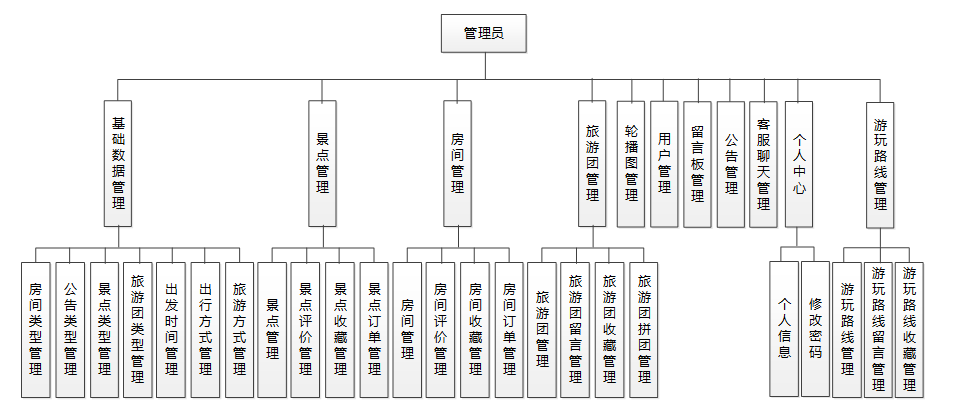 管理员
基础数据管理
景点管理
房间管理
旅游团管理
轮播图管理
用户管理
留言板管理
公告管理
客服聊天管理
个人中心
游玩路线管理
房间类型管理
公告类型管理
景点类型管理
旅游团类型管理
出发时间管理
出行方式管理
旅游方式管理
景点管理
景点评价管理
景点收藏管理
景点订单管理
房间管理
房间评价管理
房间收藏管理
房间订单管理
旅游团管理
旅游团留言管理
旅游团收藏管理
旅游团拼团管理
个人信息
修改密码
游玩路线管理
游玩路线留言管理
游玩路线收藏管理